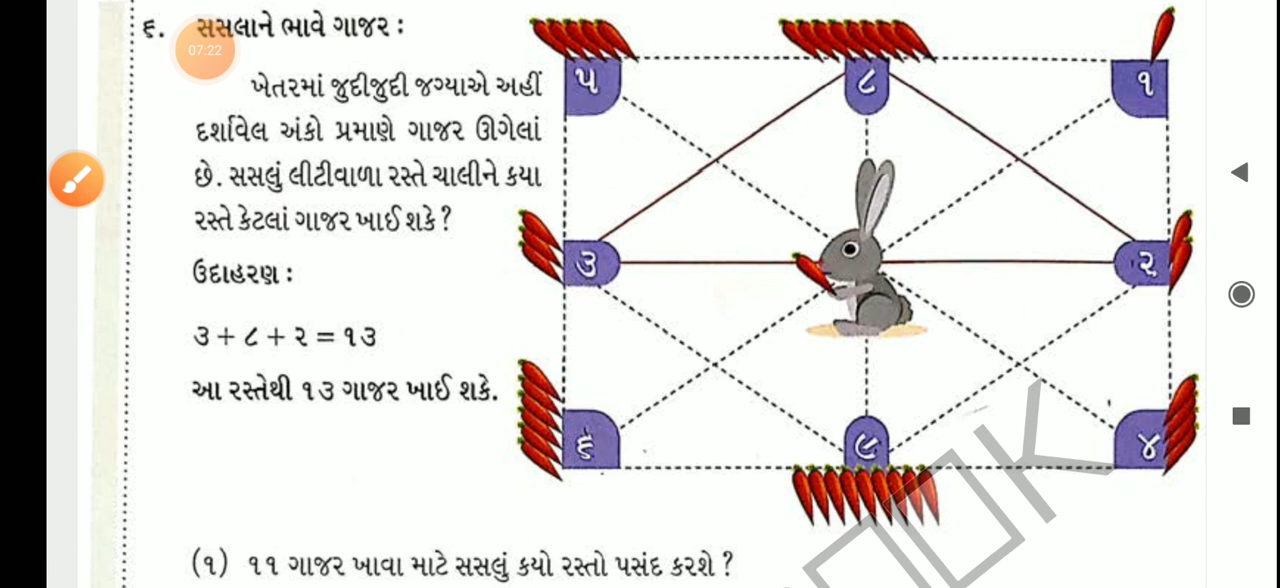 ૬. સસલાને ભાવે ગાજર :
07:22
ખેતરમાં જુદીજુદી જગ્યાએ અહીં
દર્શાવેલ અંકો પ્રમાણે ગાજર ઊગેલાં
છે. સસલું લીટીવાળા રસ્તે ચાલીને કયા
રસ્તે કેટલાં ગાજર ખાઈ શકે ?
ઉદાહરણ :
૩ + ૮ + ૨ = ૧૩
આ રસ્તેથી ૧૩ ગાજર ખાઈ શકે.
૫ ૮ ૧
૩ ૨
૬ ૯ ૪
(૧) ૧૧ ગાજર ખાવા માટે સસલું કયો રસ્તો પસંદ કરશે ?